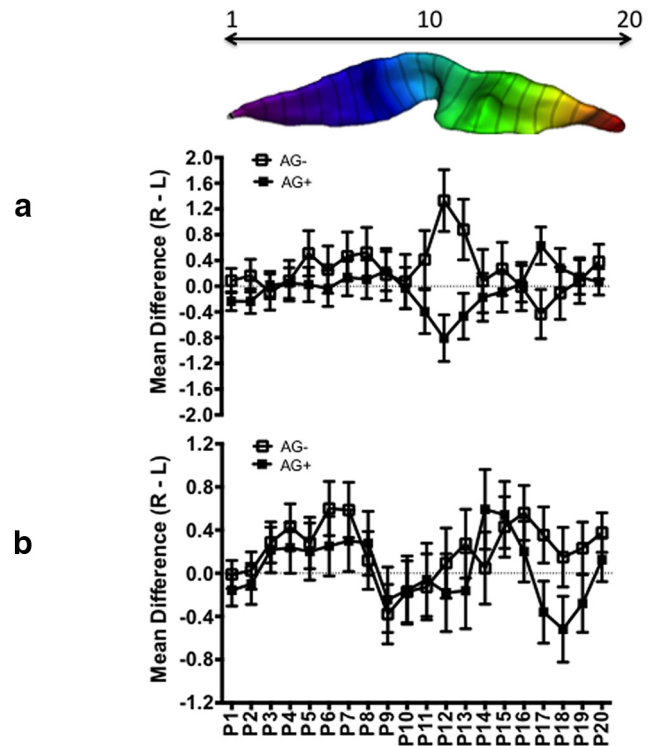 1 10 20
a
AG-
AG+
Mean Difference (R - L)
2.0
1.6
1.2
0.8
0.4
0.0
-0.4
-0.8
-1.2
-1.6
-2.0
b
AG-
AG+
Mean Difference (R - L)
1.2
0.8
0.4
0.0
-0.4
-0.8
-1.2
P1 P2 P3 P4 P5 P6 P7 P8 P9 P10 P11 P12 P13 P14 P15 P16 P17 P18 P19 P20